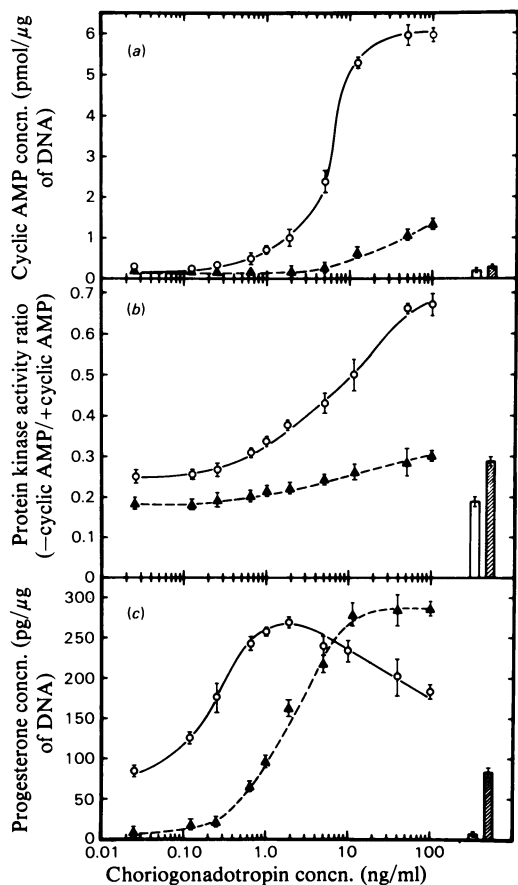 (a)
Cyclic AMP concn. (pmol/µg
of DNA)
6
5
4
3
2
1
0
(b)
Protein kinase activity ratio
(−cyclic AMP/+cyclic AMP)
0.7
0.6
0.5
0.4
0.3
0.2
0.1
0
(c)
Progesterone concn. (pg/µg
of DNA)
300
250
200
150
100
50
0
0.01 0.10 1.0 10 100
Choriogonadotropin concn. (ng/ml)